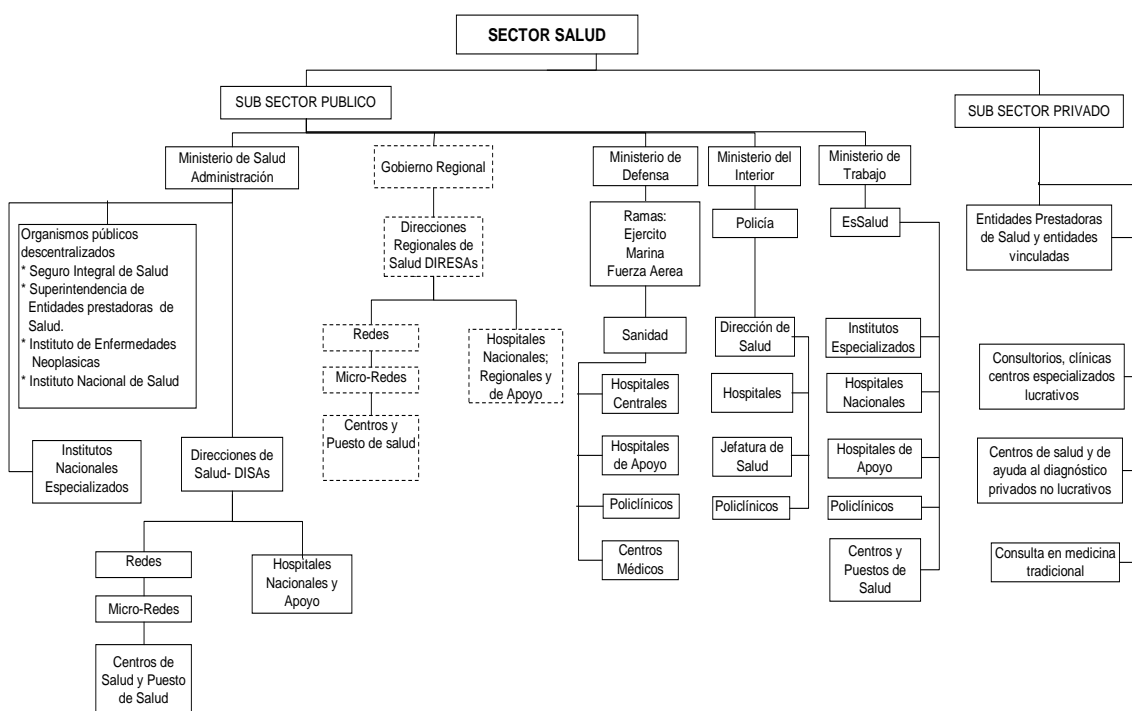 SECTOR SALUD
SUB SECTOR PUBLICO
SUB SECTOR PRIVADO
Ministerio de Salud
Administración
Gobierno Regional
Ministerio de
Defensa
Ministerio del
Interior
Ministerio de
Trabajo
Organismos públicos
descentralizados
* Seguro Integral de Salud
* Superintendencia de
Entidades prestadoras de
Salud.
* Instituto de Enfermedades
Neoplasicas
* Instituto Nacional de Salud
Direcciones
Regionales de
Salud DIRESAs
Ramas:
Ejercito
Marina
Fuerza Aerea
Policía
EsSalud
Entidades Prestadoras
de Salud y entidades
vinculadas
Redes
Micro-Redes
Centros y
Puesto de salud
Hospitales
Nacionales;
Regionales y
de Apoyo
Sanidad
Hospitales
Centrales
Hospitales
de Apoyo
Policlínicos
Centros
Médicos
Dirección de
Salud
Hospitales
Jefatura de
Salud
Policlínicos
Institutos
Especializados
Hospitales
Nacionales
Hospitales
de Apoyo
Policlínicos
Centros y
Puestos de
Salud
Consultorios, clínicas
centros especializados
lucrativos
Centros de salud y de
ayuda al diagnóstico
privados no lucrativos
Consulta en medicina
tradicional
Institutos
Nacionales
Especializados
Direcciones de
Salud- DISAs
Redes
Micro-Redes
Centros de
Salud y Puesto
de Salud
Hospitales
Nacionales y
Apoyo